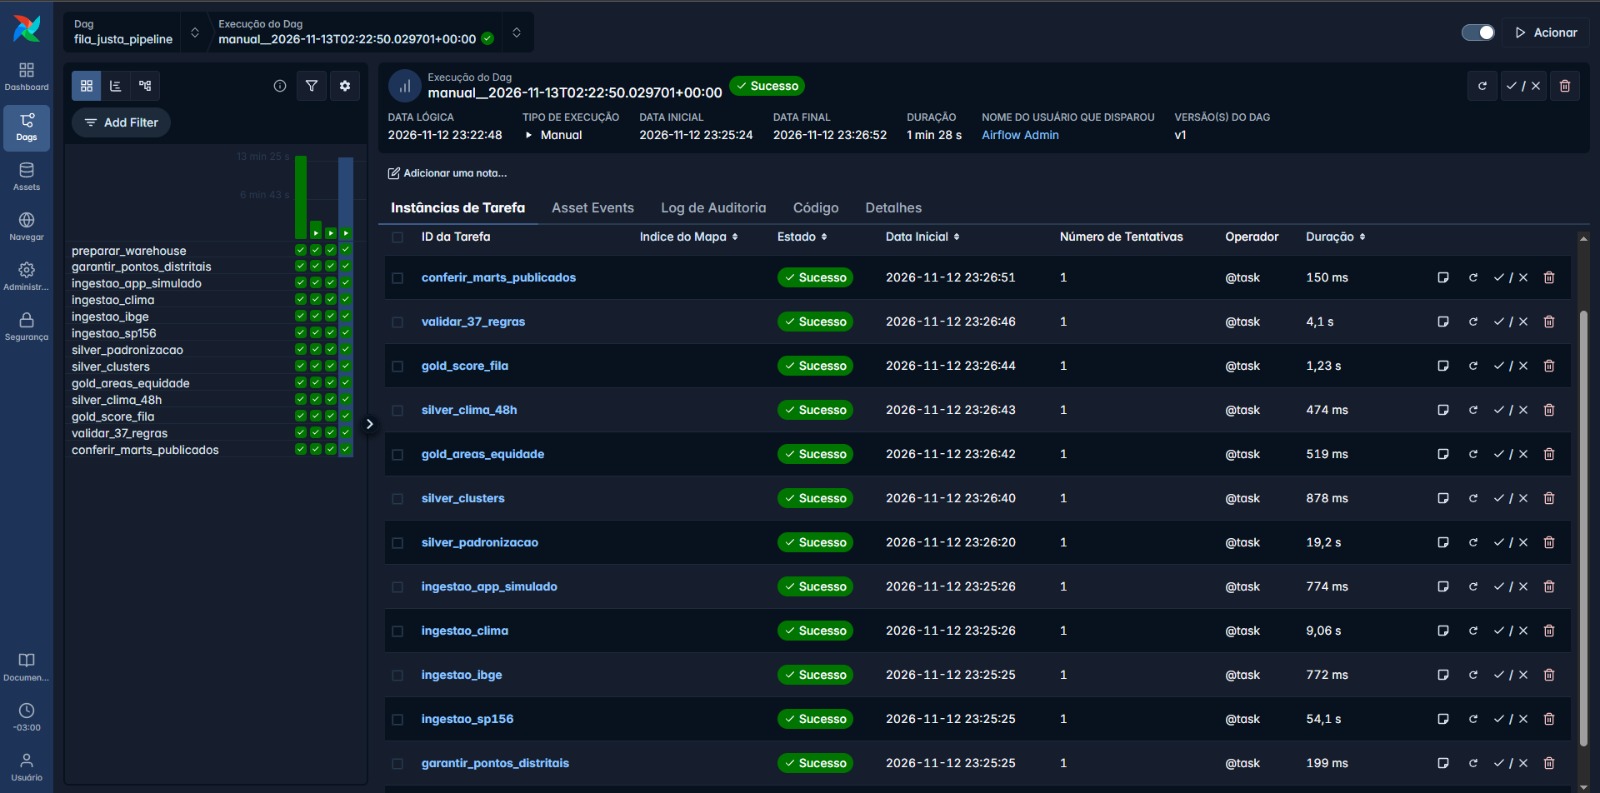 Dag
fila_justa_pipeline
Execução do Dag
manual__2026-11-13T02:22:50.029701+00:00
Acionar
Dashboard
Dags
Assets
Navegar
Administr...
Segurança
Documen...
-03:00
Usuário
Add Filter
13 min 25 s
6 min 43 s
preparar_warehouse
garantir_pontos_distritais
ingestao_app_simulado
ingestao_clima
ingestao_ibge
ingestao_sp156
silver_padronizacao
silver_clusters
gold_areas_equidade
silver_clima_48h
gold_score_fila
validar_37_regras
conferir_marts_publicados
Execução do Dag
manual__2026-11-13T02:22:50.029701+00:00 Sucesso
DATA LÓGICA TIPO DE EXECUÇÃO DATA INICIAL DATA FINAL DURAÇÃO NOME DO USUÁRIO QUE DISPAROU VERSÃO(S) DO DAG
2026-11-12 23:22:48 Manual 2026-11-12 23:25:24 2026-11-12 23:26:52 1 min 28 s Airflow Admin v1
Adicionar uma nota...
Instâncias de Tarefa Asset Events Log de Auditoria Código Detalhes
ID da Tarefa Indice do Mapa Estado Data Inicial Número de Tentativas Operador Duração
conferir_marts_publicados Sucesso 2026-11-12 23:26:51 1 @task 150 ms
validar_37_regras Sucesso 2026-11-12 23:26:46 1 @task 4,1 s
gold_score_fila Sucesso 2026-11-12 23:26:44 1 @task 1,23 s
silver_clima_48h Sucesso 2026-11-12 23:26:43 1 @task 474 ms
gold_areas_equidade Sucesso 2026-11-12 23:26:42 1 @task 519 ms
silver_clusters Sucesso 2026-11-12 23:26:40 1 @task 878 ms
silver_padronizacao Sucesso 2026-11-12 23:26:20 1 @task 19,2 s
ingestao_app_simulado Sucesso 2026-11-12 23:25:26 1 @task 774 ms
ingestao_clima Sucesso 2026-11-12 23:25:26 1 @task 9,06 s
ingestao_ibge Sucesso 2026-11-12 23:25:25 1 @task 772 ms
ingestao_sp156 Sucesso 2026-11-12 23:25:25 1 @task 54,1 s
garantir_pontos_distritais Sucesso 2026-11-12 23:25:25 1 @task 199 ms